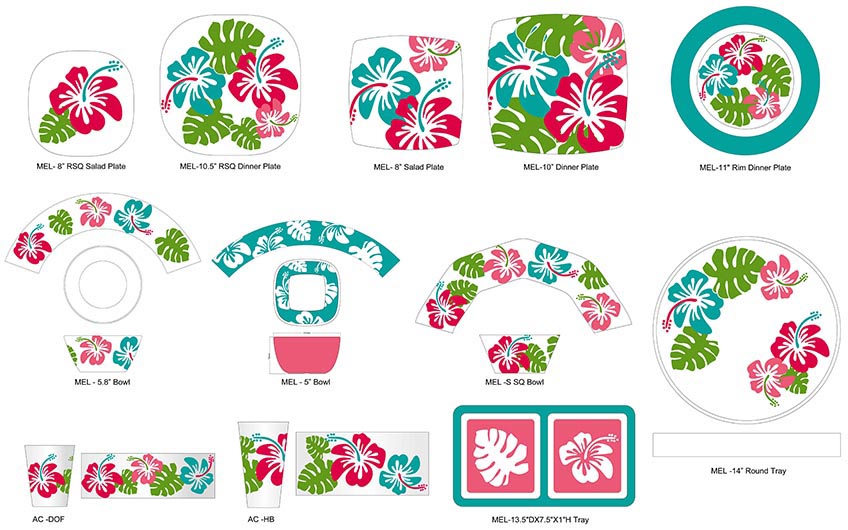 MEL- 8" RSQ Salad Plate
MEL-10.5" RSQ Dinner Plate
MEL- 8" Salad Plate
MEL-10" Dinner Plate
MEL-11" Rim Dinner Plate
MEL - 5.8" Bowl
MEL - 5" Bowl
MEL -S SQ Bowl
MEL -14" Round Tray
AC -DOF
AC -HB
MEL-13.5"DX7.5"X1"H Tray